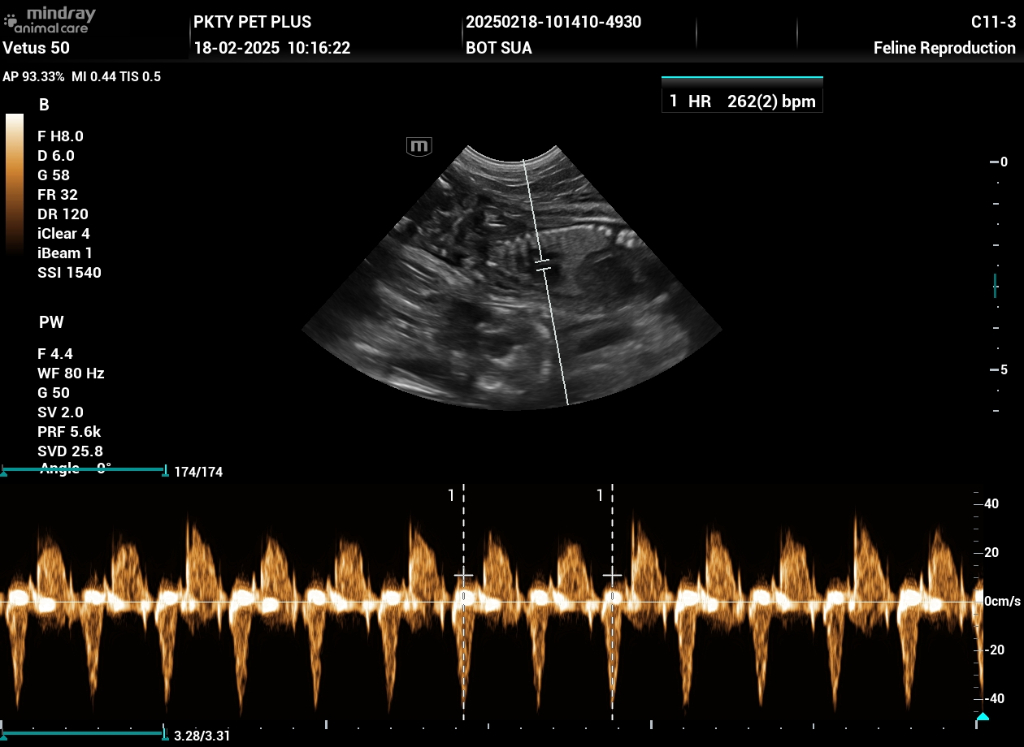 mindray
animal care
PKTY PET PLUS
20250218-101410-4930
C11-3
Vetus 50
18-02-2025 10:16:22
BOT SUA
Feline Reproduction
AP 93.33% MI 0.44 TIS 0.5
1 HR 262(2) bpm
B
F H8.0
D 6.0
G 58
FR 32
DR 120
iClear 4
iBeam 1
SSI 1540
m
0
5
PW
F 4.4
WF 80 Hz
G 50
SV 2.0
PRF 5.6k
SVD 25.8
Angle 0°
174/174
1
1
40
20
0cm/s
-20
-40
3.28/3.31